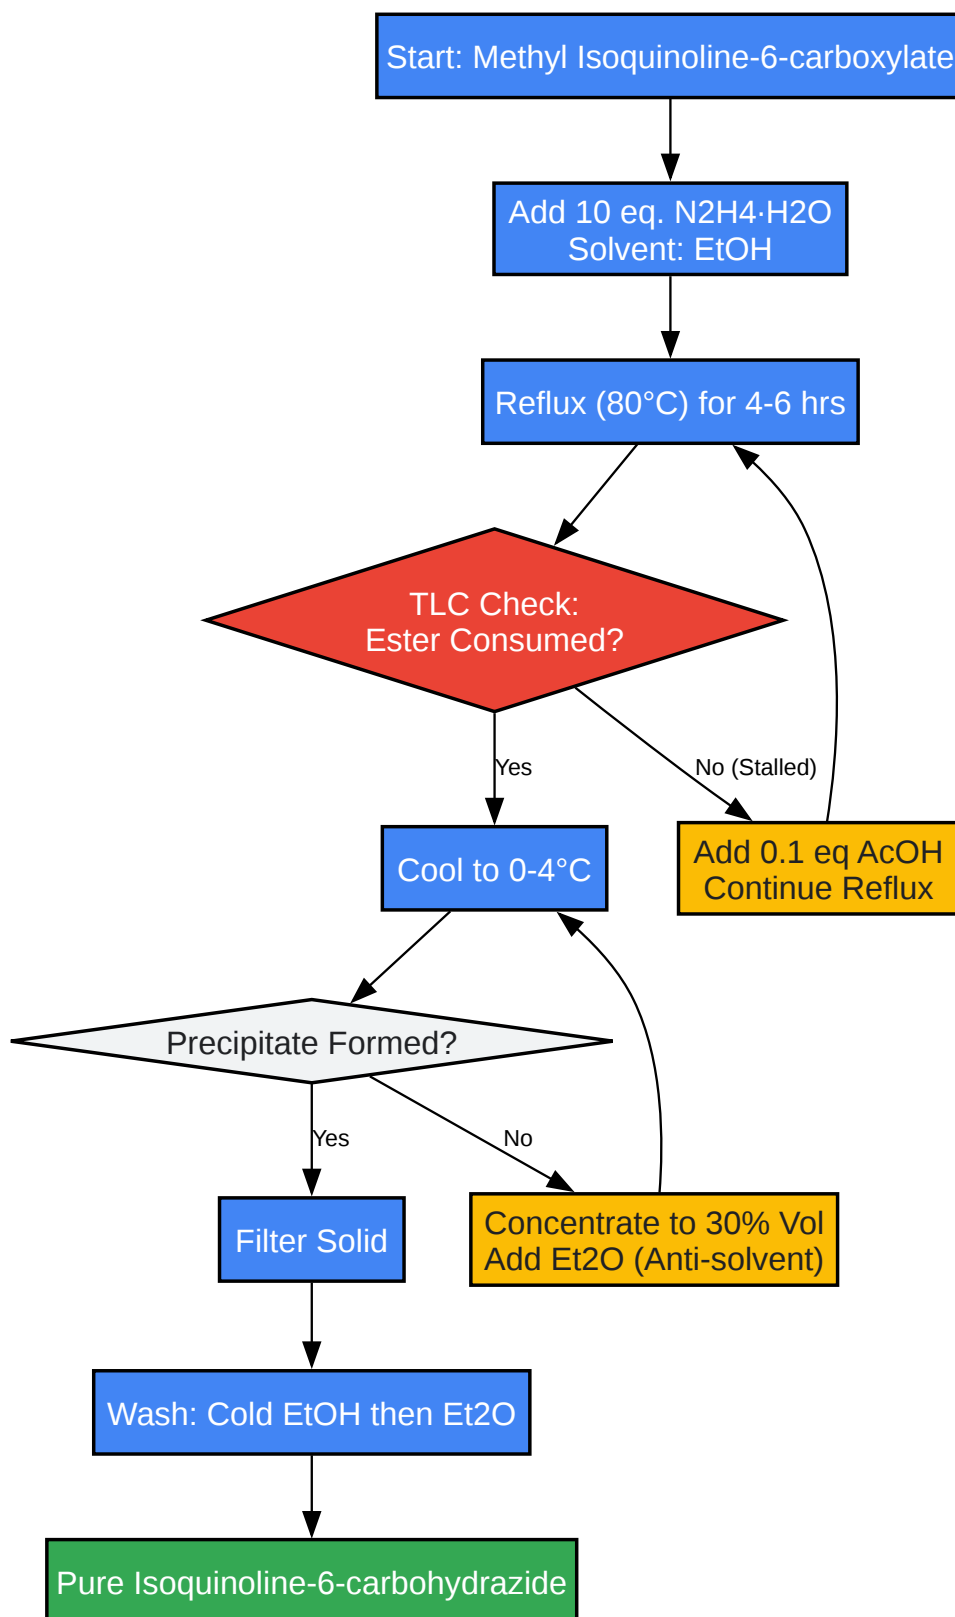 Start: Methyl Isoquinoline-6-carboxylate
Add 10 eq. N2H4·H2O
Solvent: EtOH
Reflux (80°C) for 4-6 hrs
TLC Check:
Ester Consumed?
Yes
No (Stalled)
Cool to 0-4°C
Add 0.1 eq AcOH
Continue Reflux
Precipitate Formed?
Yes
No
Filter Solid
Concentrate to 30% Vol
Add Et2O (Anti-solvent)
Wash: Cold EtOH then Et2O
Pure Isoquinoline-6-carbohydrazide